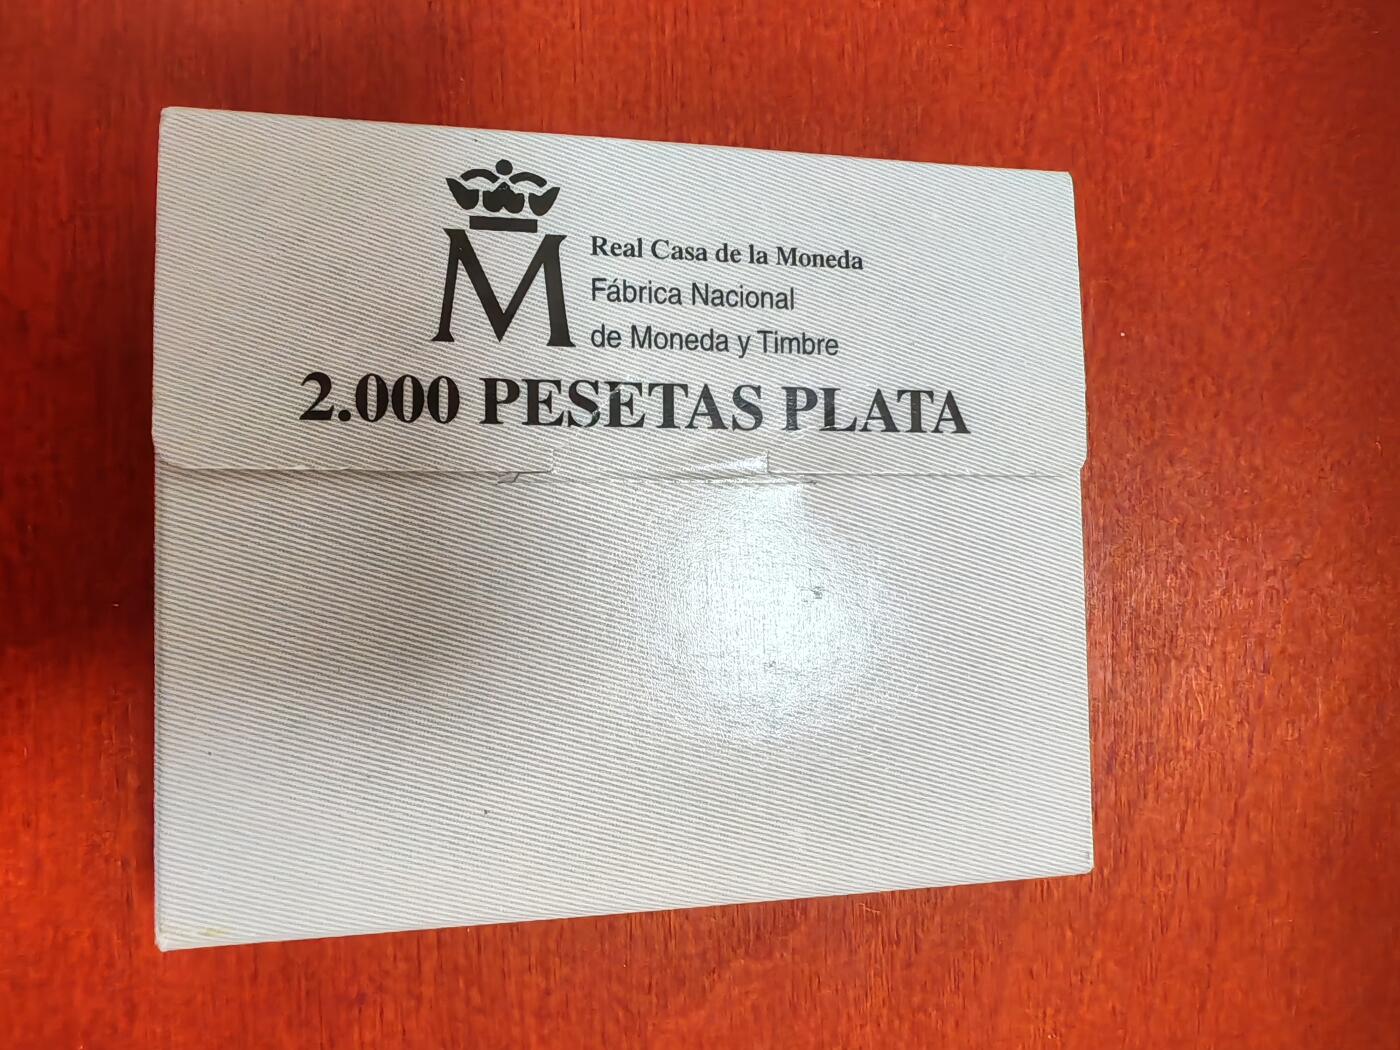 M
Real Casa de la Moneda
Fábrica Nacional
de Moneda y Timbre
2.000 PESETAS PLATA